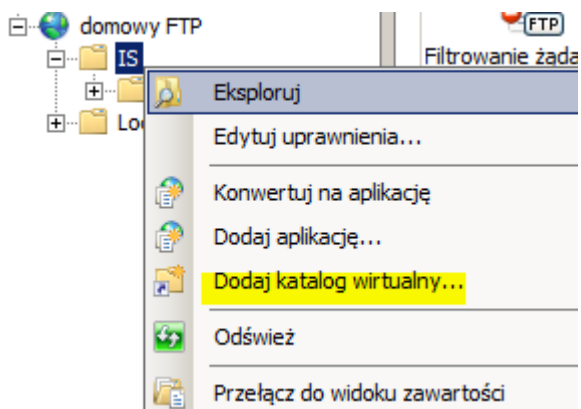 domowy FTP
FTP
IS
Filtrowanie żąda
Lo
Eksploruj
Edytuj uprawnienia...
Konwertuj na aplikację
Dodaj aplikację...
Dodaj katalog wirtualny...
Odśwież
Przełącz do widoku zawartości